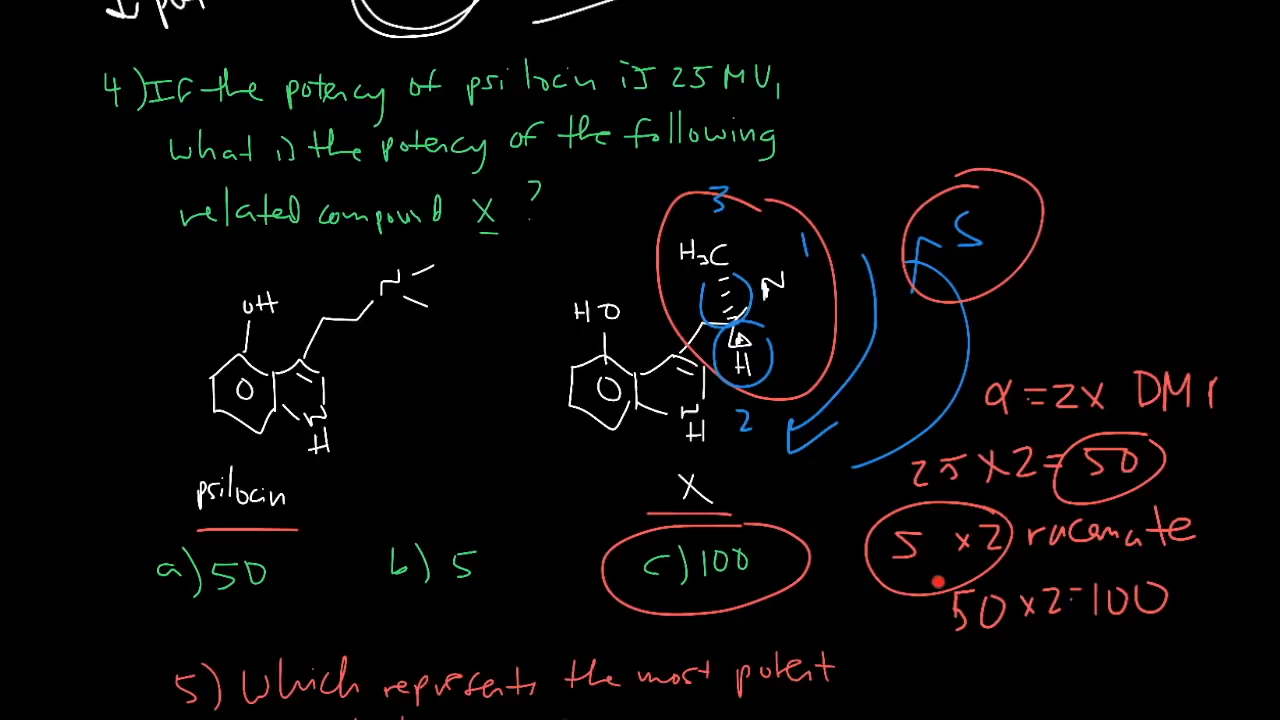 4) If the potency of psilocin is 25 MU,
what is the potency of the following
related compound X ?
3
1
S
H3C
N
N
OH
HO
H
N
H
N
H
2
α = 2x DMT
25 x 2 = 50
psilocin
X
S x 2 racemate
a) 50
b) 5
c) 100
50 x 2 = 100
5) Which represents the most potent